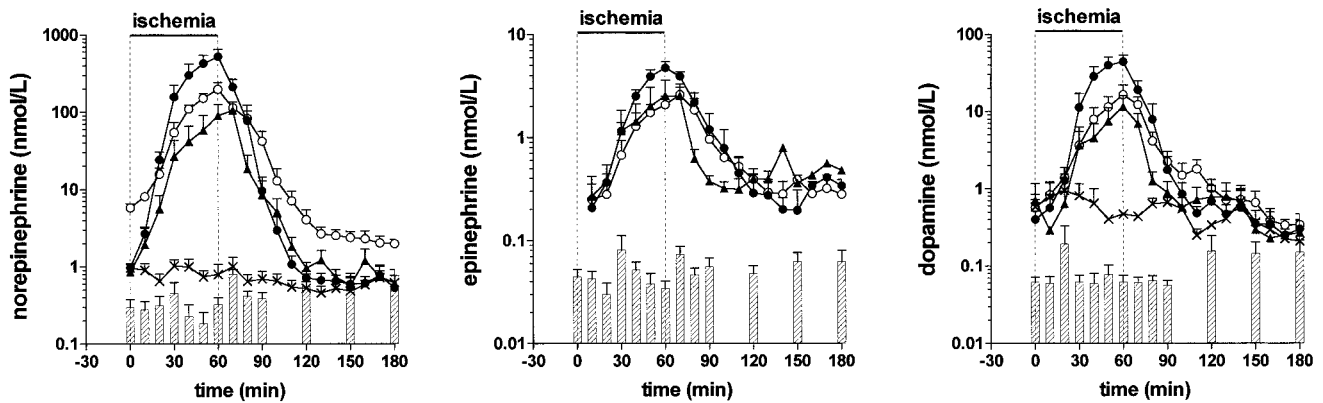 ischemia
norepinephrine (nmol/L)
1000
100
10
1
0.1
-30 0 30 60 90 120 150 180
time (min)
ischemia
epinephrine (nmol/L)
10
1
0.1
0.01
-30 0 30 60 90 120 150 180
time (min)
ischemia
dopamine (nmol/L)
100
10
1
0.1
0.01
-30 0 30 60 90 120 150 180
time (min)